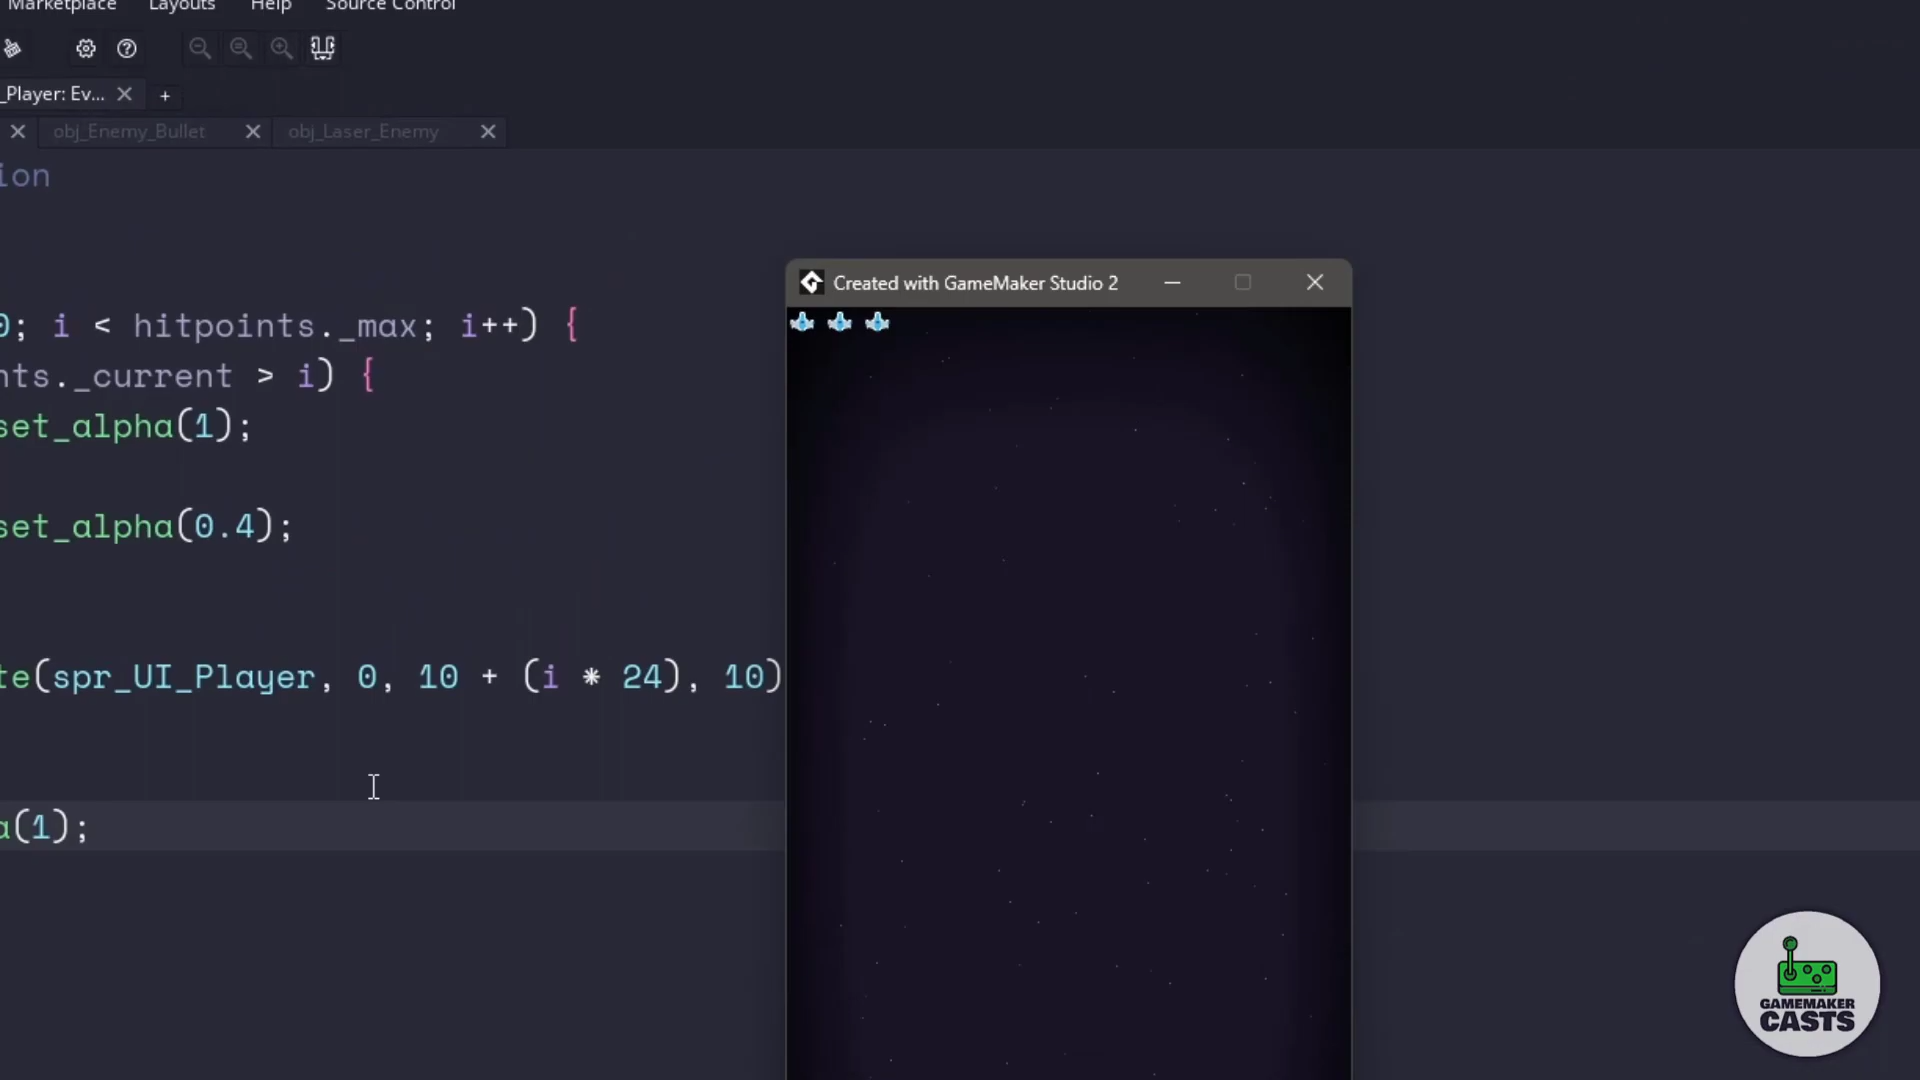 Marketplace Layouts Help Source Control
_Player: Ev...
obj_Enemy_Bullet obj_Laser_Enemy
ion
Created with GameMaker Studio 2
0; i < hitpoints._max; i++) {
nts._current > i) {
set_alpha(1);
set_alpha(0.4);
te(spr_UI_Player, 0, 10 + (i * 24), 10)
a(1);
GAMEMAKER
CASTS